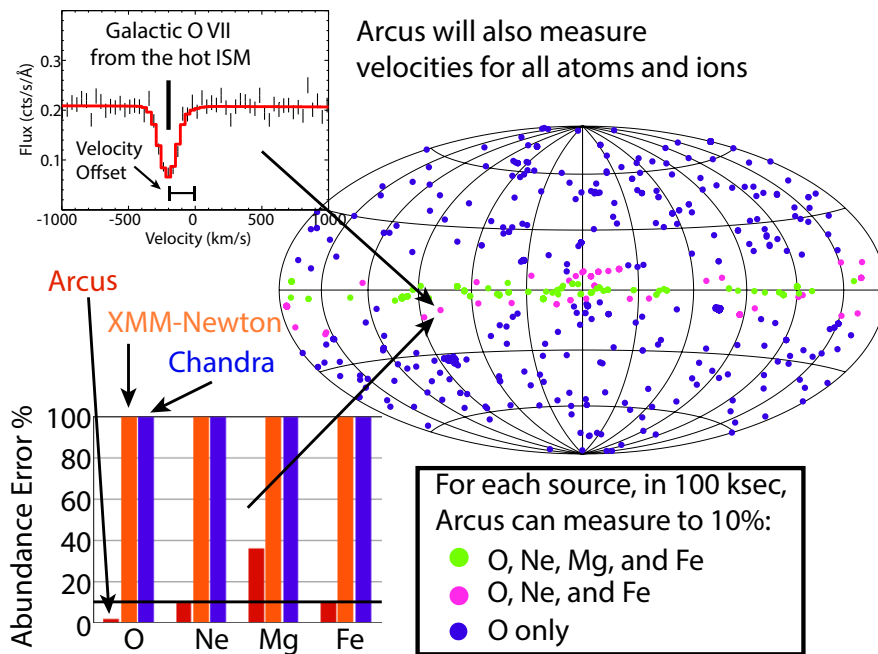 Galactic O VII
from the hot ISM
Arcus will also measure
velocities for all atoms and ions
0.3
0.2
0.1
Flux (cts/s/Å)
Velocity
Offset
-1000 -500 0 500 1000
Velocity (km/s)
Arcus
XMM-Newton
Chandra
Abundance Error %
100
80
60
40
20
0
O Ne Mg Fe
For each source, in 100 ksec,
Arcus can measure to 10%:
O, Ne, Mg, and Fe
O, Ne, and Fe
O only